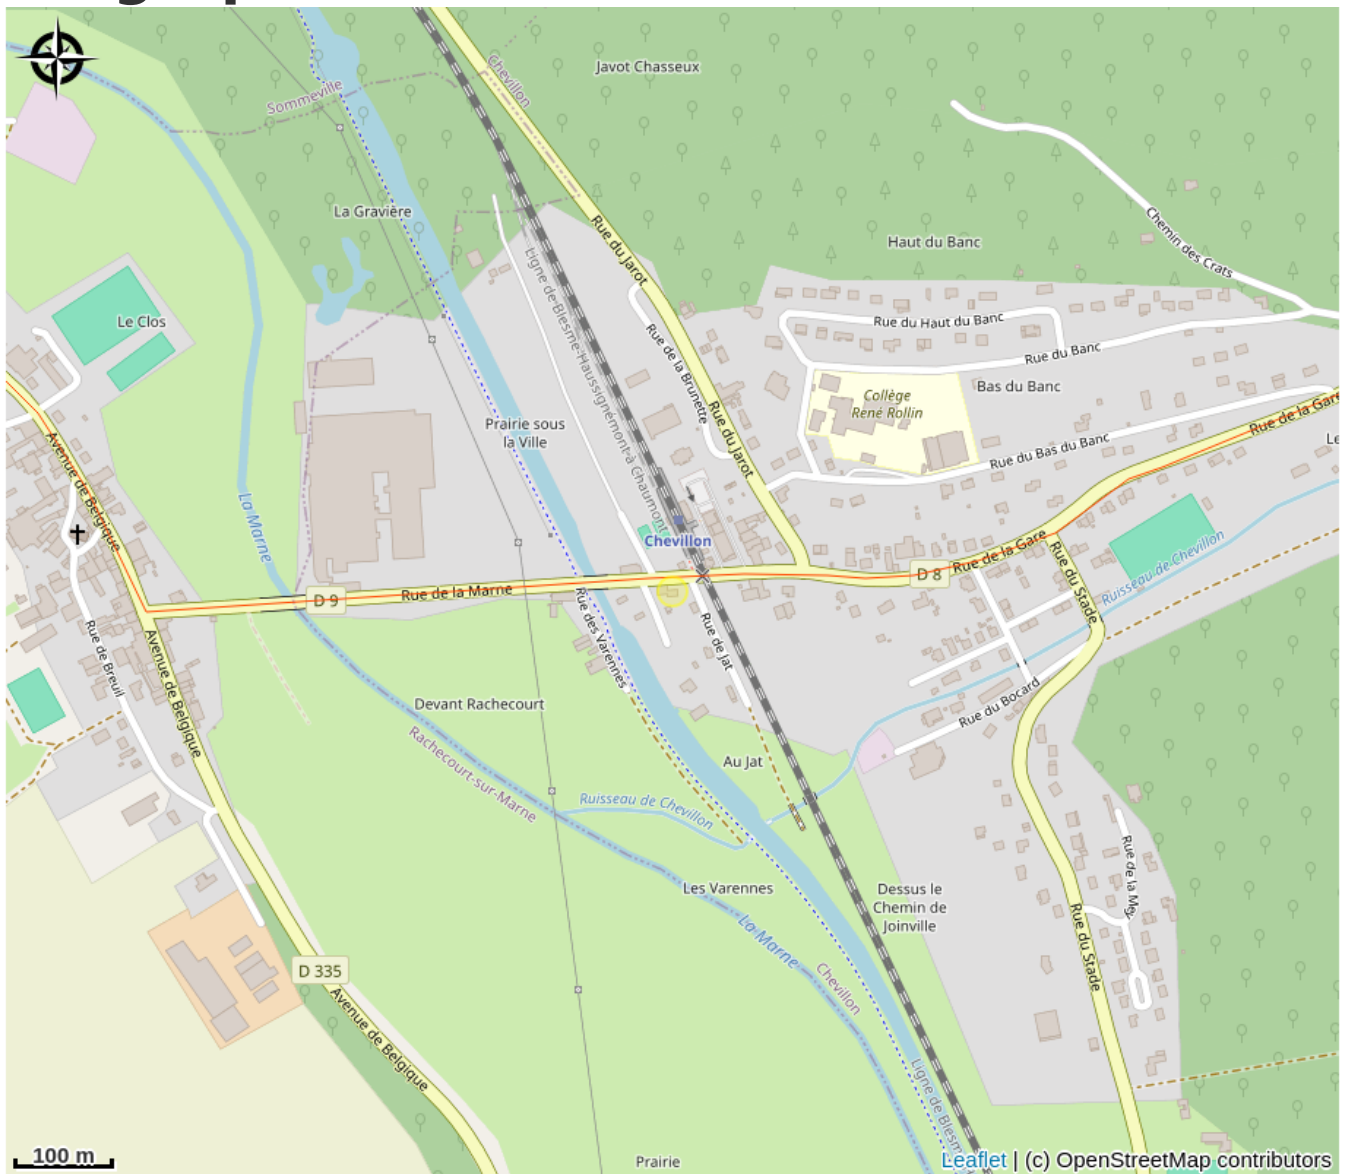 Javot Chasseux
Chevillon
Sommeville
La Gravière
Haut du Banc
Chemin des Crats
Rue du Jarot
Ligne de Blesme-Haussignémont à Chaumont
Le Clos
Rue du Haut du Banc
Rue du Banc
Rue de la Brunette
Bas du Banc
Collège
René Rollin
Rue de la Gare
Prairie sous
la Ville
Rue du Jarot
Rue du Bas du Banc
Le
Avenue de Belgique
La Marne
Chevillon
Rue de la Gare
D 8
Rue du Stade
Ruisseau de Chevillon
D 9
Rue de la Marne
Rue des Varennes
Rue de Jat
Rue de Breuil
Avenue de Belgique
Devant Rachecourt
Rue du Bocard
Rachecourt-sur-Marne
Au Jat
Ruisseau de Chevillon
Les Varennes
Rue de la Mey
Dessus le
Chemin de
Joinville
La Marne
Rue du Stade
D 335
Chevillon
Avenue de Belgique
Ligne de Blesm
100 m
Prairie
Leaflet | (c) OpenStreetMap contributors